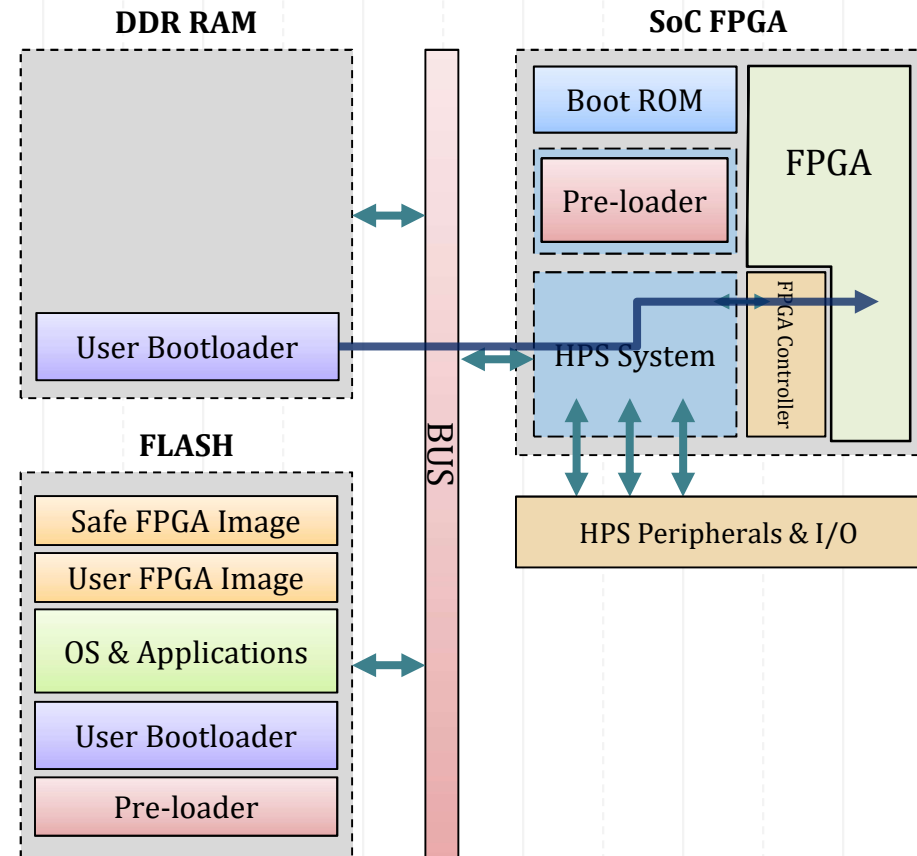 DDR RAM
User Bootloader
FLASH
Safe FPGA Image
User FPGA Image
OS & Applications
User Bootloader
Pre-loader
BUS
SoC FPGA
Boot ROM
Pre-loader
FPGA
HPS System
FPGA Controller
HPS Peripherals & I/O